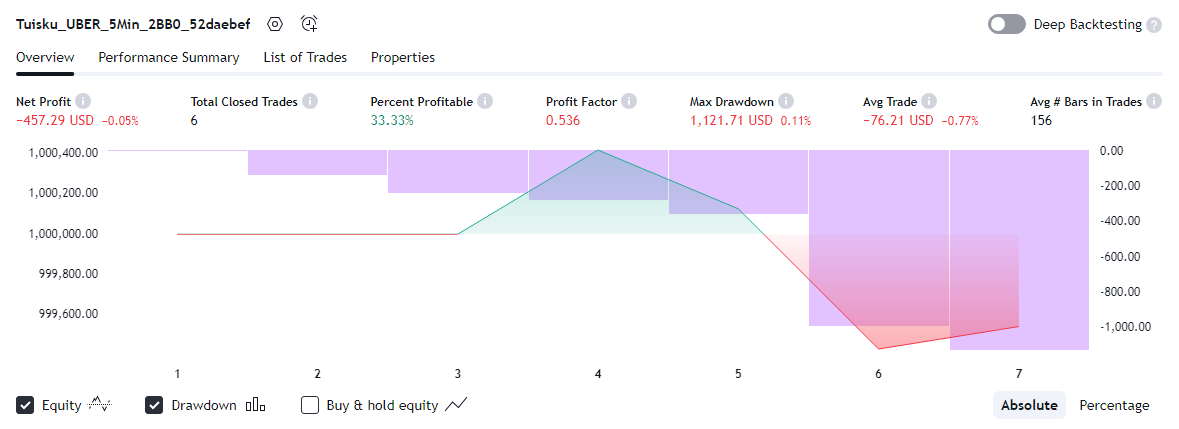 Tuisku_UBER_5Min_2BB0_52daebef
Deep Backtesting ?
Overview Performance Summary List of Trades Properties
Net Profit i Total Closed Trades i Percent Profitable i Profit Factor i Max Drawdown i Avg Trade i Avg # Bars in Trades i
−457.29 USD −0.05% 6 33.33% 0.536 1,121.71 USD 0.11% −76.21 USD −0.77% 156
1,000,400.00 0.00
1,000,200.00 -200.00
1,000,000.00 -400.00
999,800.00 -600.00
999,600.00 -800.00
-1,000.00
1 2 3 4 5 6 7
Equity Drawdown Buy & hold equity Absolute Percentage